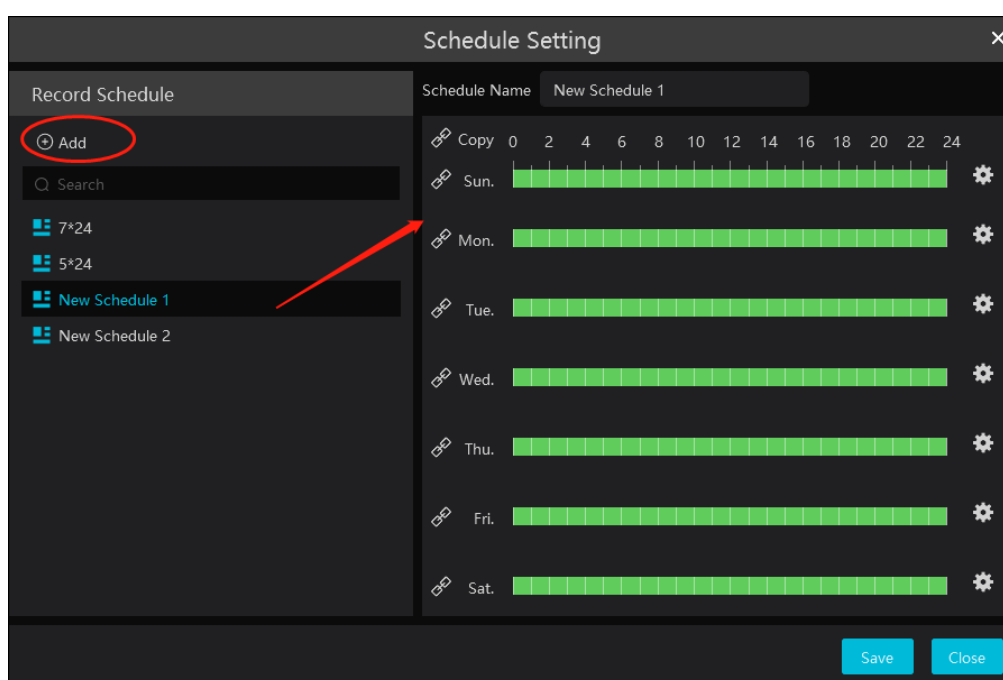 Schedule Setting
Record Schedule
Schedule Name New Schedule 1
Add
Search
7*24
5*24
New Schedule 1
New Schedule 2
Copy 0 2 4 6 8 10 12 14 16 18 20 22 24
Sun.
Mon.
Tue.
Wed.
Thu.
Fri.
Sat.
Save Close